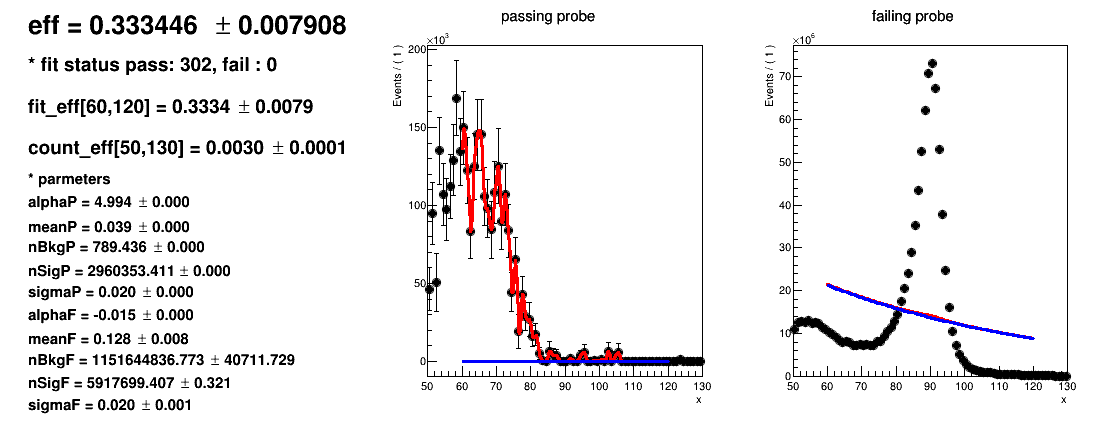 eff = 0.333446 ± 0.007908
* fit status pass: 302, fail : 0
fit_eff[60,120] = 0.3334 ± 0.0079
count_eff[50,130] = 0.0030 ± 0.0001
* parmeters
alphaP = 4.994 ± 0.000
meanP = 0.039 ± 0.000
nBkgP = 789.436 ± 0.000
nSigP = 2960353.411 ± 0.000
sigmaP = 0.020 ± 0.000
alphaF = -0.015 ± 0.000
meanF = 0.128 ± 0.008
nBkgF = 1151644836.773 ± 40711.729
nSigF = 5917699.407 ± 0.321
sigmaF = 0.020 ± 0.001
passing probe
×10³
Events / ( 1 )
200
150
100
50
0
50 60 70 80 90 100 110 120 130
x
failing probe
×10⁶
Events / ( 1 )
70
60
50
40
30
20
10
0
50 60 70 80 90 100 110 120 130
x